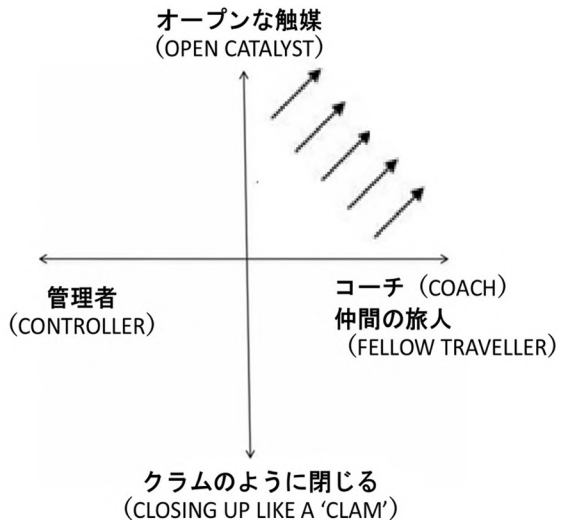 オープンな触媒
（OPEN CATALYST）
管理者
（CONTROLLER）
コーチ（COACH）
仲間の旅人
（FELLOW TRAVELLER）
クラムのように閉じる
（CLOSING UP LIKE A ‘CLAM’）